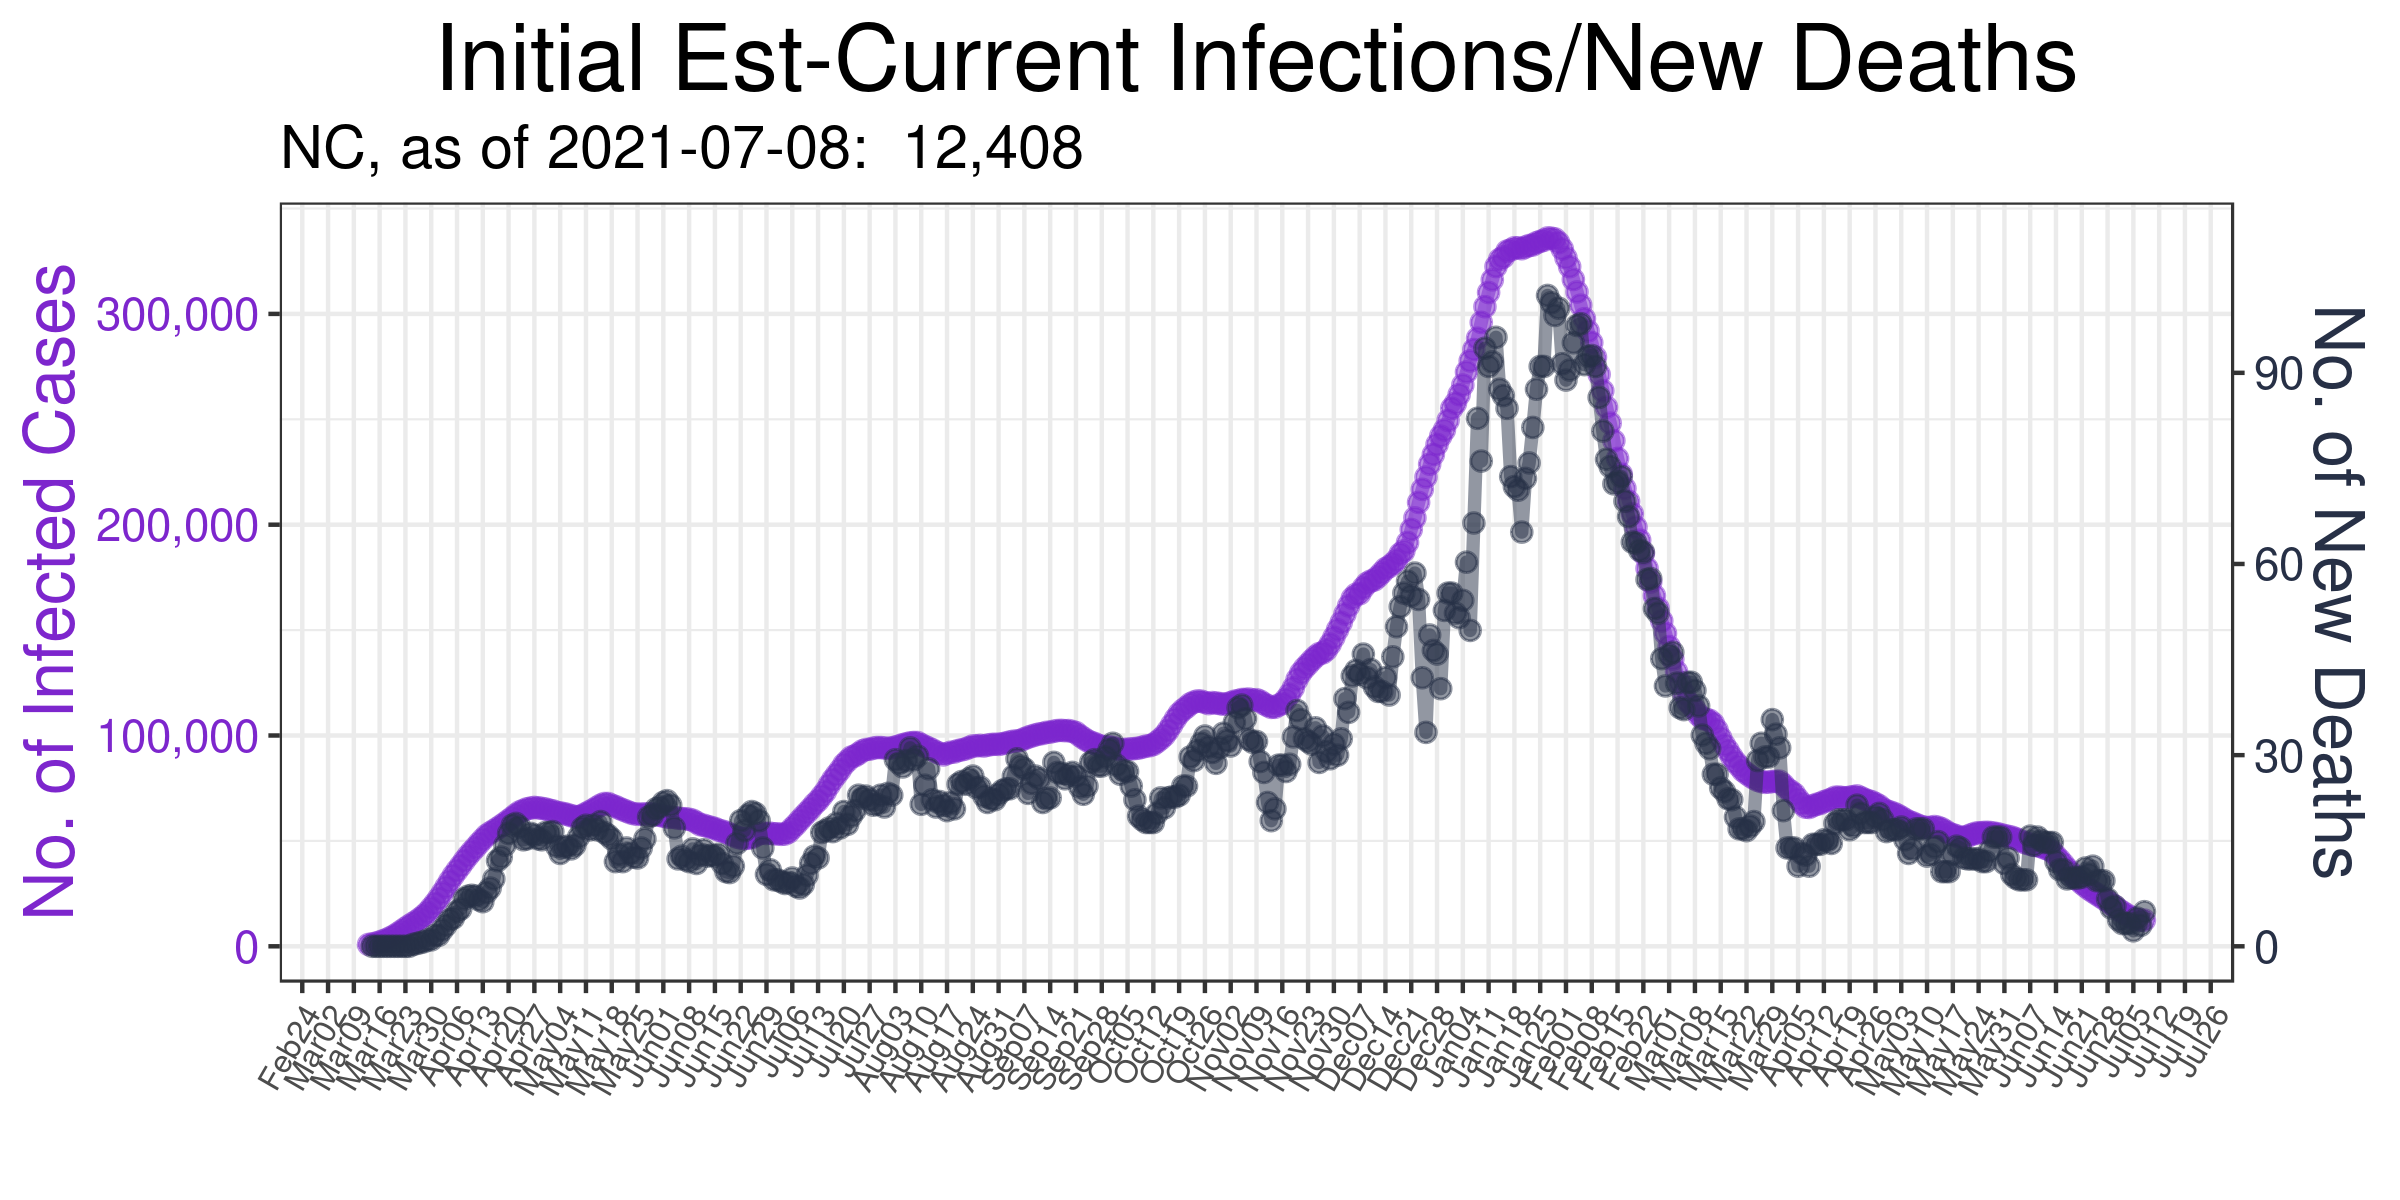 Initial Est-Current Infections/New Deaths
NC, as of 2021-07-08:  12,408
No. of Infected Cases
300,000
200,000
100,000
0
No. of New Deaths
90
60
30
0
Feb24
Mar02
Mar09
Mar16
Mar23
Mar30
Apr06
Apr13
Apr20
Apr27
May04
May11
May18
May25
Jun01
Jun08
Jun15
Jun22
Jun29
Jul06
Jul13
Jul20
Jul27
Aug03
Aug10
Aug17
Aug24
Aug31
Sep07
Sep14
Sep21
Sep28
Oct05
Oct12
Oct19
Oct26
Nov02
Nov09
Nov16
Nov23
Nov30
Dec07
Dec14
Dec21
Dec28
Jan04
Jan11
Jan18
Jan25
Feb01
Feb08
Feb15
Feb22
Mar01
Mar08
Mar15
Mar22
Mar29
Apr05
Apr12
Apr19
Apr26
May03
May10
May17
May24
May31
Jun07
Jun14
Jun21
Jun28
Jul05
Jul12
Jul19
Jul26